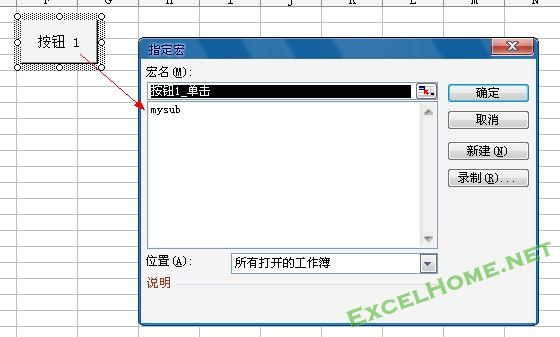 F G H I J K L M N
按钮 1
指定宏
宏名(M):
按钮1_单击
mysub
确定
取消
新建(N)
录制(R)...
位置(A):
所有打开的工作簿
说明
EXCELHOME.NET